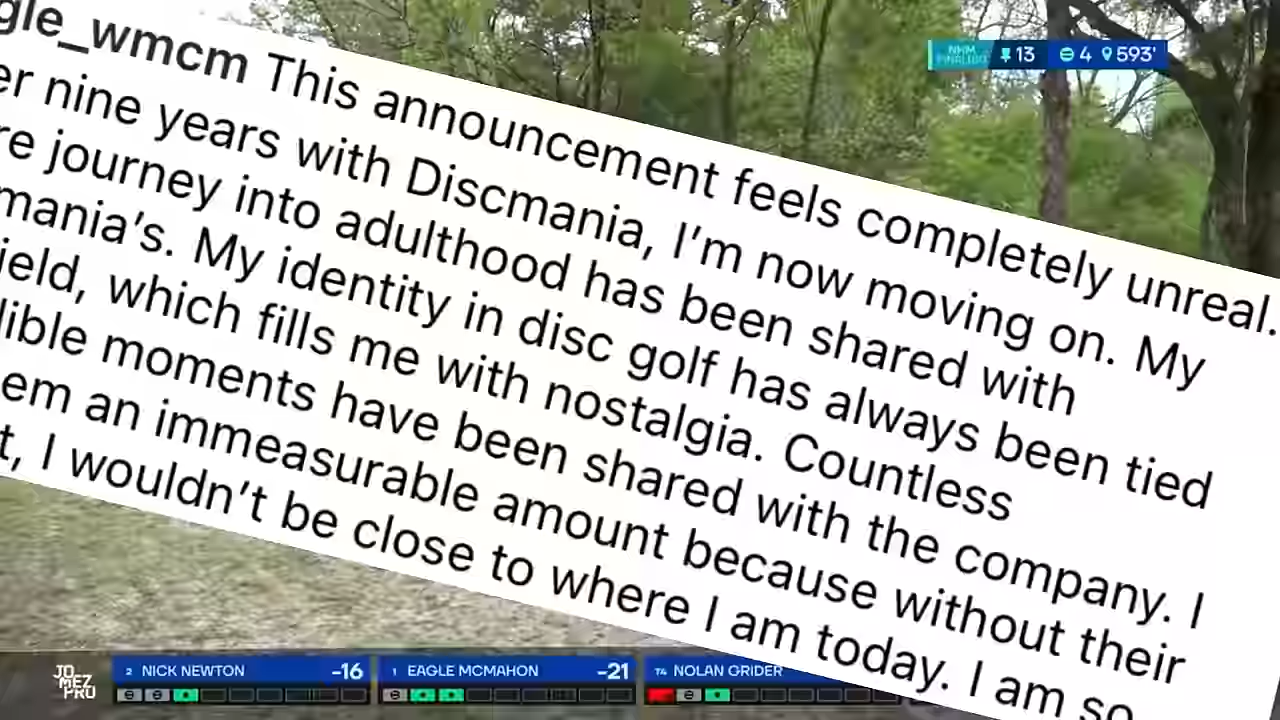 gle_wmcm This announcement feels completely unreal.
er nine years with Discmania, I'm now moving on. My
re journey into adulthood has been shared with
mania's. My identity in disc golf has always been tied
ield, which fills me with nostalgia. Countless
lible moments have been shared with the company. I
em an immeasurable amount because without their
t, I wouldn't be close to where I am today. I am so
13 4 593'
JOMEZPRO
2 NICK NEWTON -16
1 EAGLE MCMAHON -21
T4 NOLAN GRIDER